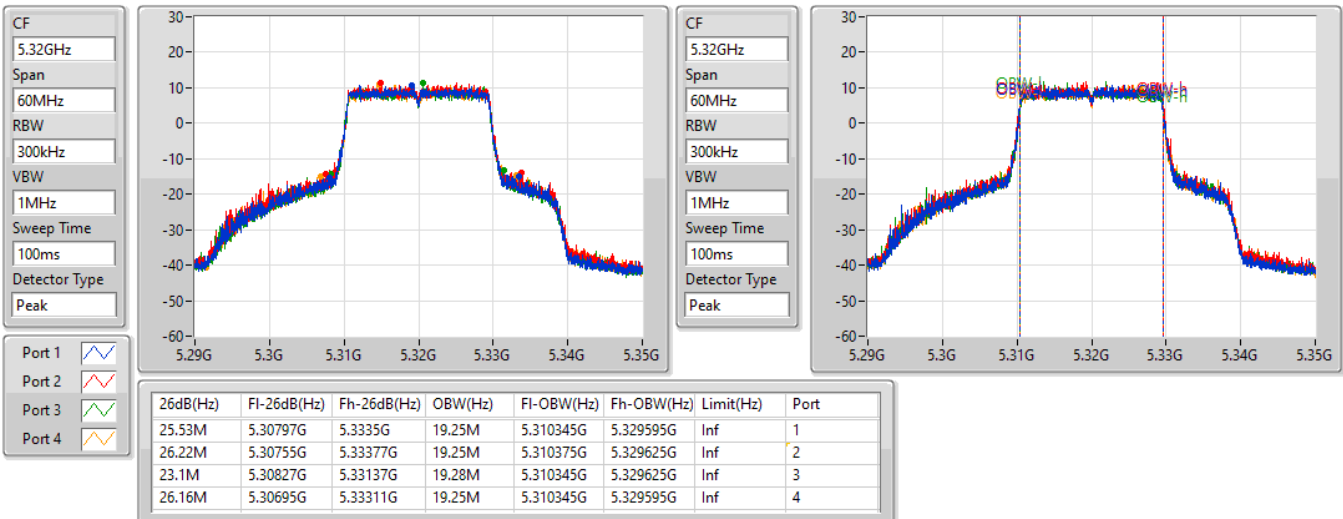 CF
5.32GHz
Span
60MHz
RBW
300kHz
VBW
1MHz
Sweep Time
100ms
Detector Type
Peak
30
20
10
0
-10
-20
-30
-40
-50
-60
5.29G 5.3G 5.31G 5.32G 5.33G 5.34G 5.35G
CF
5.32GHz
Span
60MHz
RBW
300kHz
VBW
1MHz
Sweep Time
100ms
Detector Type
Peak
30
20
10
0
-10
-20
-30
-40
-50
-60
OBW-h
5.29G 5.3G 5.31G 5.32G 5.33G 5.34G 5.35G
Port 1
Port 2
Port 3
Port 4
26dB(Hz) Fl-26dB(Hz) Fh-26dB(Hz) OBW(Hz) Fl-OBW(Hz) Fh-OBW(Hz) Limit(Hz) Port
25.53M 5.30797G 5.3335G 19.25M 5.310345G 5.329595G Inf 1
26.22M 5.30755G 5.33377G 19.25M 5.310375G 5.329625G Inf 2
23.1M 5.30827G 5.33137G 19.28M 5.310345G 5.329625G Inf 3
26.16M 5.30695G 5.33311G 19.25M 5.310345G 5.329595G Inf 4